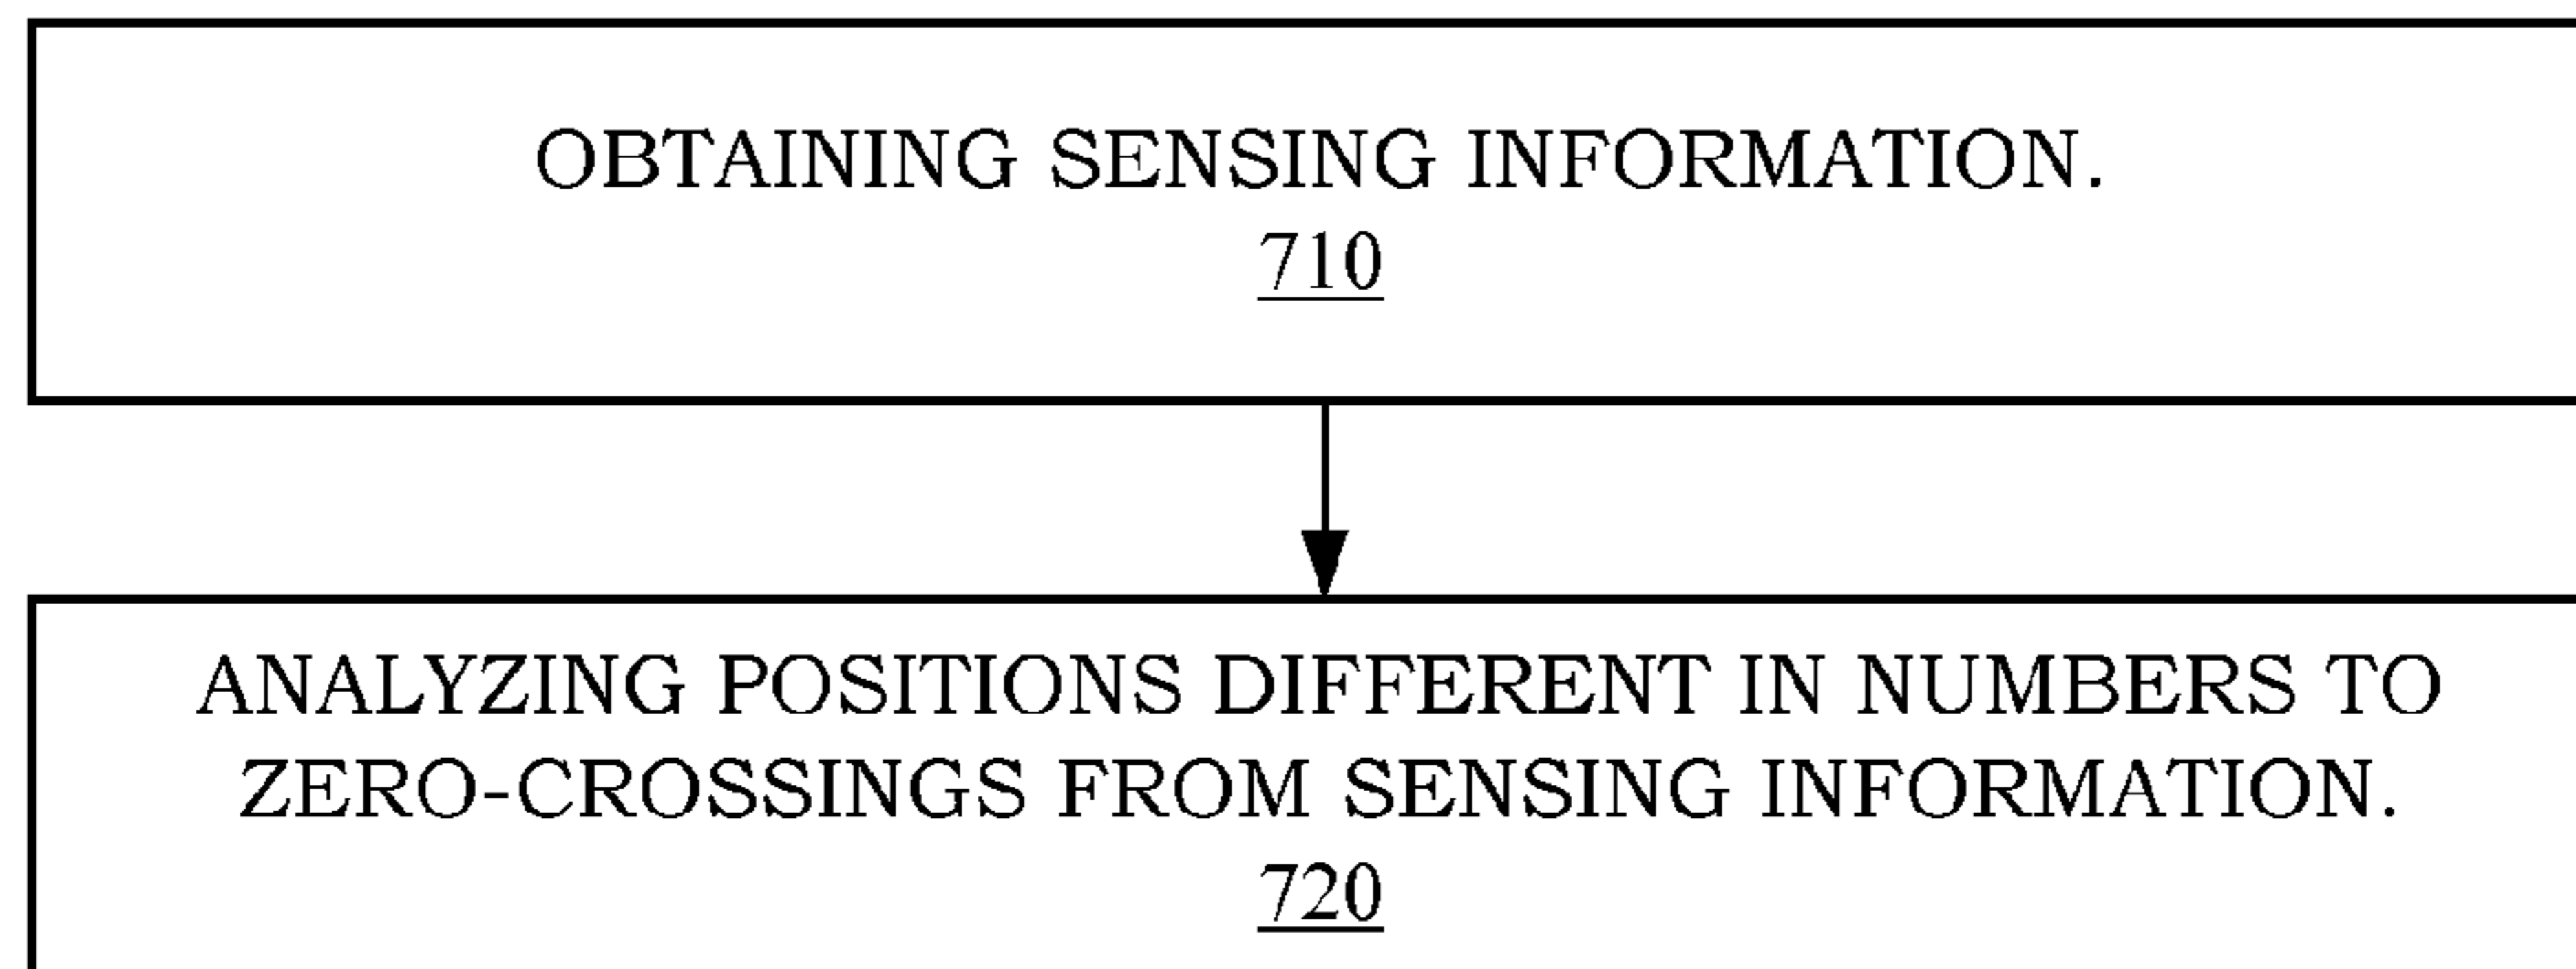 OBTAINING SENSING INFORMATION.
710
ANALYZING POSITIONS DIFFERENT IN NUMBERS TO
ZERO-CROSSINGS FROM SENSING INFORMATION.
720